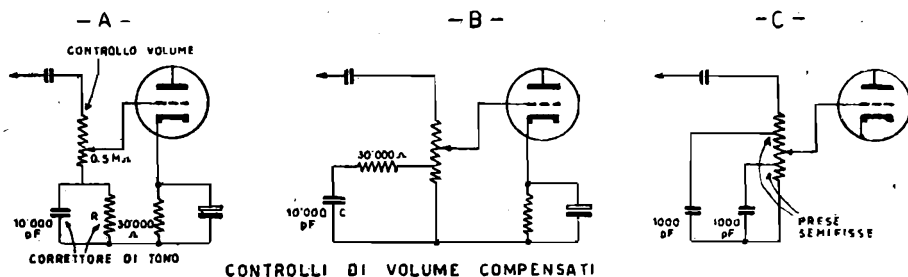 - A -
- B -
- C -
CONTROLLO VOLUME
0.5 MΩ
10'000 pF
R
30'000 Ω
CORRETTORE DI TONO
30'000 Ω
10'000 pF
C
1000 pF
1000 pF
PRESE SEMIFISSE
CONTROLLI DI VOLUME COMPENSATI